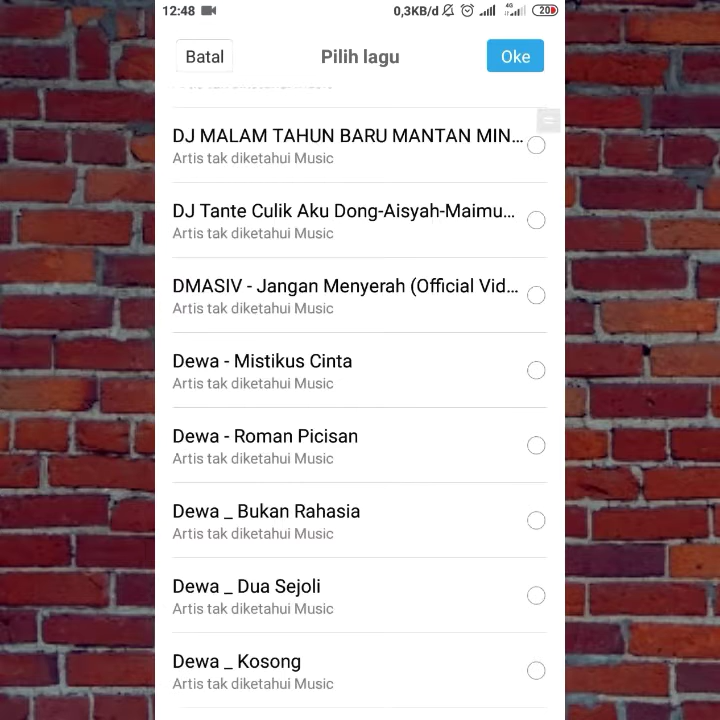 12:48 0,3KB/d 4G 20
Batal Pilih lagu Oke
DJ MALAM TAHUN BARU MANTAN MIN...
Artis tak diketahui Music
DJ Tante Culik Aku Dong-Aisyah-Maimu...
Artis tak diketahui Music
DMASIV - Jangan Menyerah (Official Vid...
Artis tak diketahui Music
Dewa - Mistikus Cinta
Artis tak diketahui Music
Dewa - Roman Picisan
Artis tak diketahui Music
Dewa _ Bukan Rahasia
Artis tak diketahui Music
Dewa _ Dua Sejoli
Artis tak diketahui Music
Dewa _ Kosong
Artis tak diketahui Music